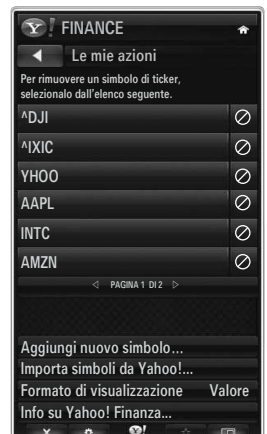 Y! FINANCE
Le mie azioni
Per rimuovere un simbolo di ticker,
selezionalo dall'elenco seguente.
^DJI
^IXIC
YHOO
AAPL
INTC
AMZN
PAGINA 1 DI 2
Aggiungi nuovo simbolo...
Importa simboli da Yahoo!...
Formato di visualizzazione Valore
Info su Yahoo! Finanza...
Y!